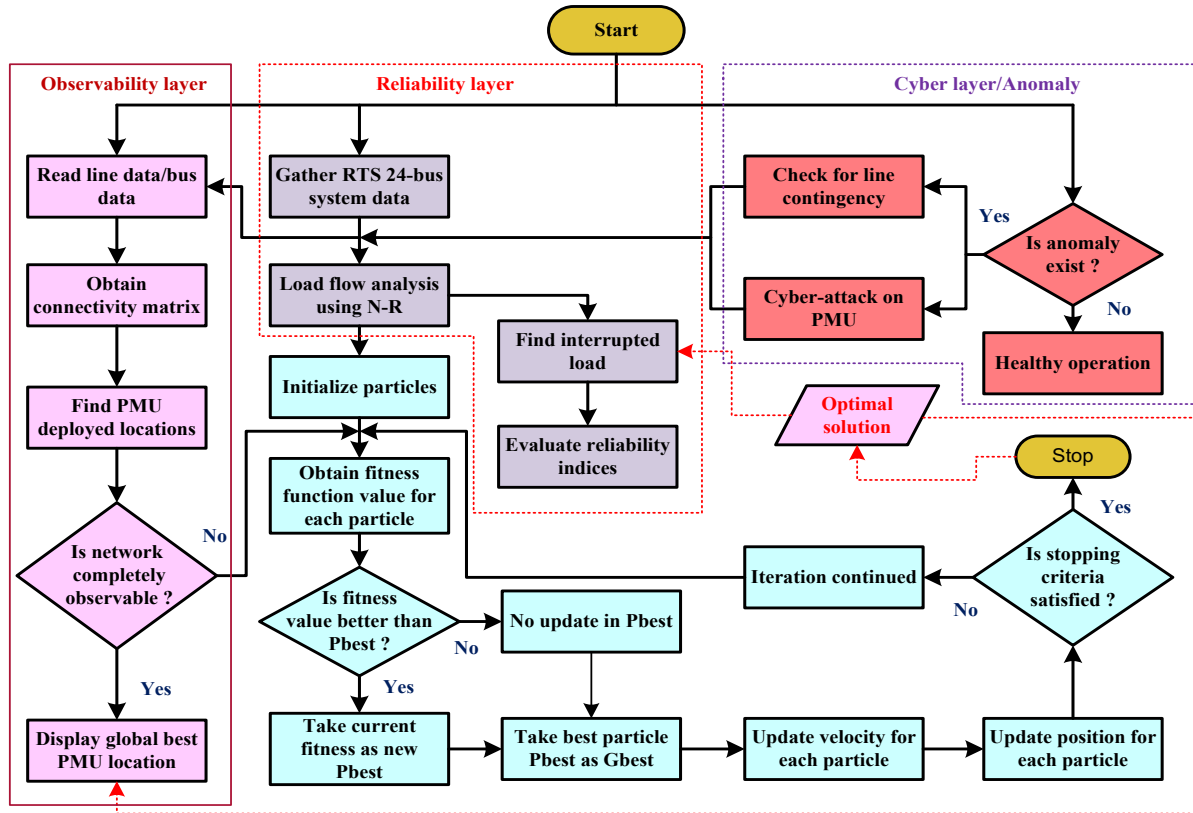 Start
Observability layer
Reliability layer
Cyber layer/Anomaly
Read line data/bus
data
Gather RTS 24-bus
system data
Check for line
contingency
Yes
Is anomaly
exist ?
Obtain
connectivity matrix
Load flow analysis
using N-R
Cyber-attack on
PMU
No
Find interrupted
load
Healthy operation
Initialize particles
Find PMU
deployed locations
Optimal
solution
Evaluate reliability
indices
Stop
Obtain fitness
function value for
each particle
Yes
No
Is network
completely
observable ?
Iteration continued
Is stopping
criteria
satisfied ?
No
Is fitness
value better than
Pbest ?
No update in Pbest
No
Yes
Yes
Display global best
PMU location
Take current
fitness as new
Pbest
Take best particle
Pbest as Gbest
Update velocity for
each particle
Update position for
each particle